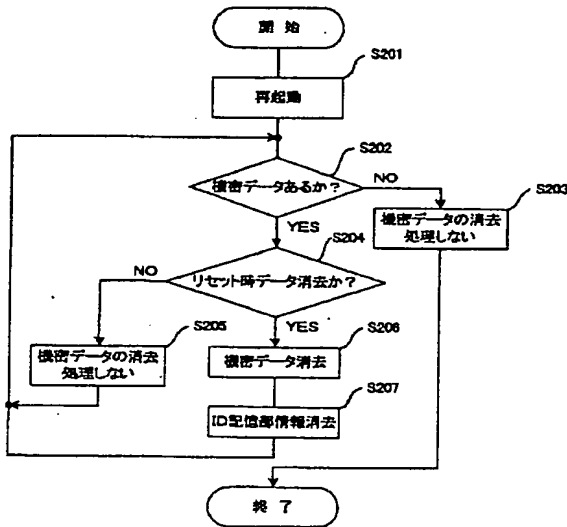 開 始
S201
再起動
S202
機密データあるか?
NO
S203
機密データの消去
処理しない
YES
S204
リセット時データ消去か?
NO
YES
S205
機密データの消去
処理しない
S206
機密データ消去
S207
ID記憶部情報消去
終 了